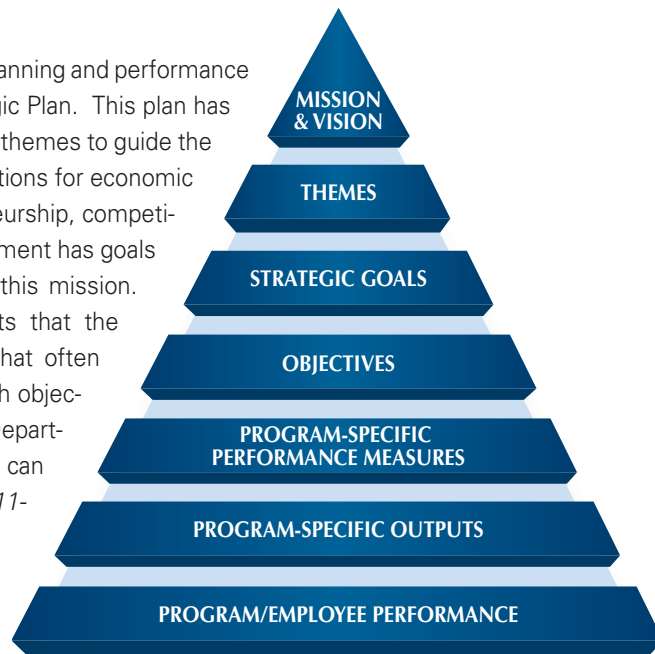 anning and performance
gic Plan. This plan has
themes to guide the
tions for economic
eurship, competi-
ment has goals
this mission.
ts that the
hat often
h objec-
epart-
can
11-
MISSION
& VISION
THEMES
STRATEGIC GOALS
OBJECTIVES
PROGRAM-SPECIFIC
PERFORMANCE MEASURES
PROGRAM-SPECIFIC OUTPUTS
PROGRAM/EMPLOYEE PERFORMANCE